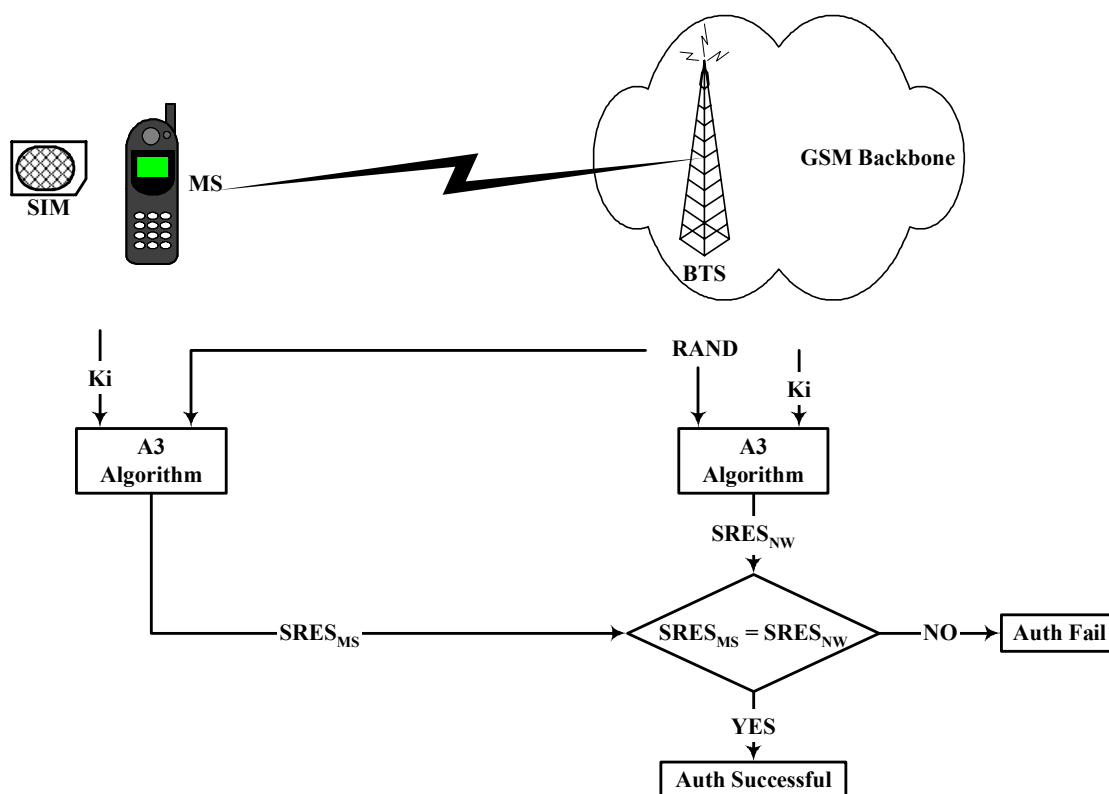 GSM Backbone
MS
SIM
BTS
RAND
Ki
Ki
A3
Algorithm
A3
Algorithm
SRES_NW
SRES_MS
SRES_MS = SRES_NW
NO
Auth Fail
YES
Auth Successful